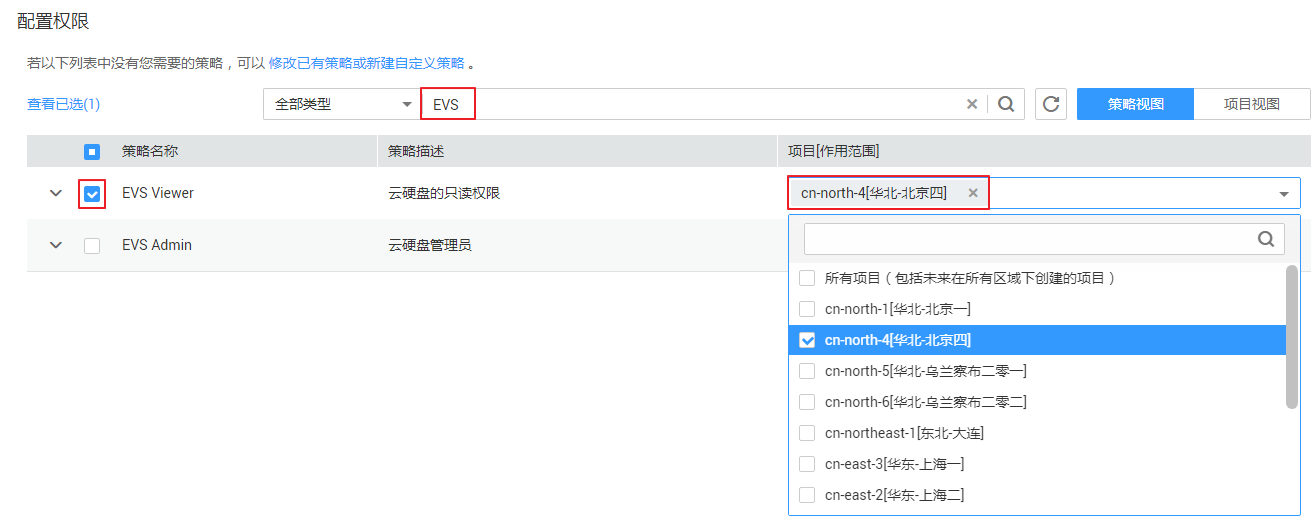 配置权限
若以下列表中没有您需要的策略，可以 修改已有策略或新建自定义策略 。
查看已选(1) 全部类型 EVS 策略视图 项目视图
策略名称 策略描述 项目[作用范围]
EVS Viewer 云硬盘的只读权限 cn-north-4[华北-北京四]
EVS Admin 云硬盘管理员
所有项目（包括未来在所有区域下创建的项目）
cn-north-1[华北-北京一]
cn-north-4[华北-北京四]
cn-north-5[华北-乌兰察布二零一]
cn-north-6[华北-乌兰察布二零二]
cn-northeast-1[东北-大连]
cn-east-3[华东-上海一]
cn-east-2[华东-上海二]